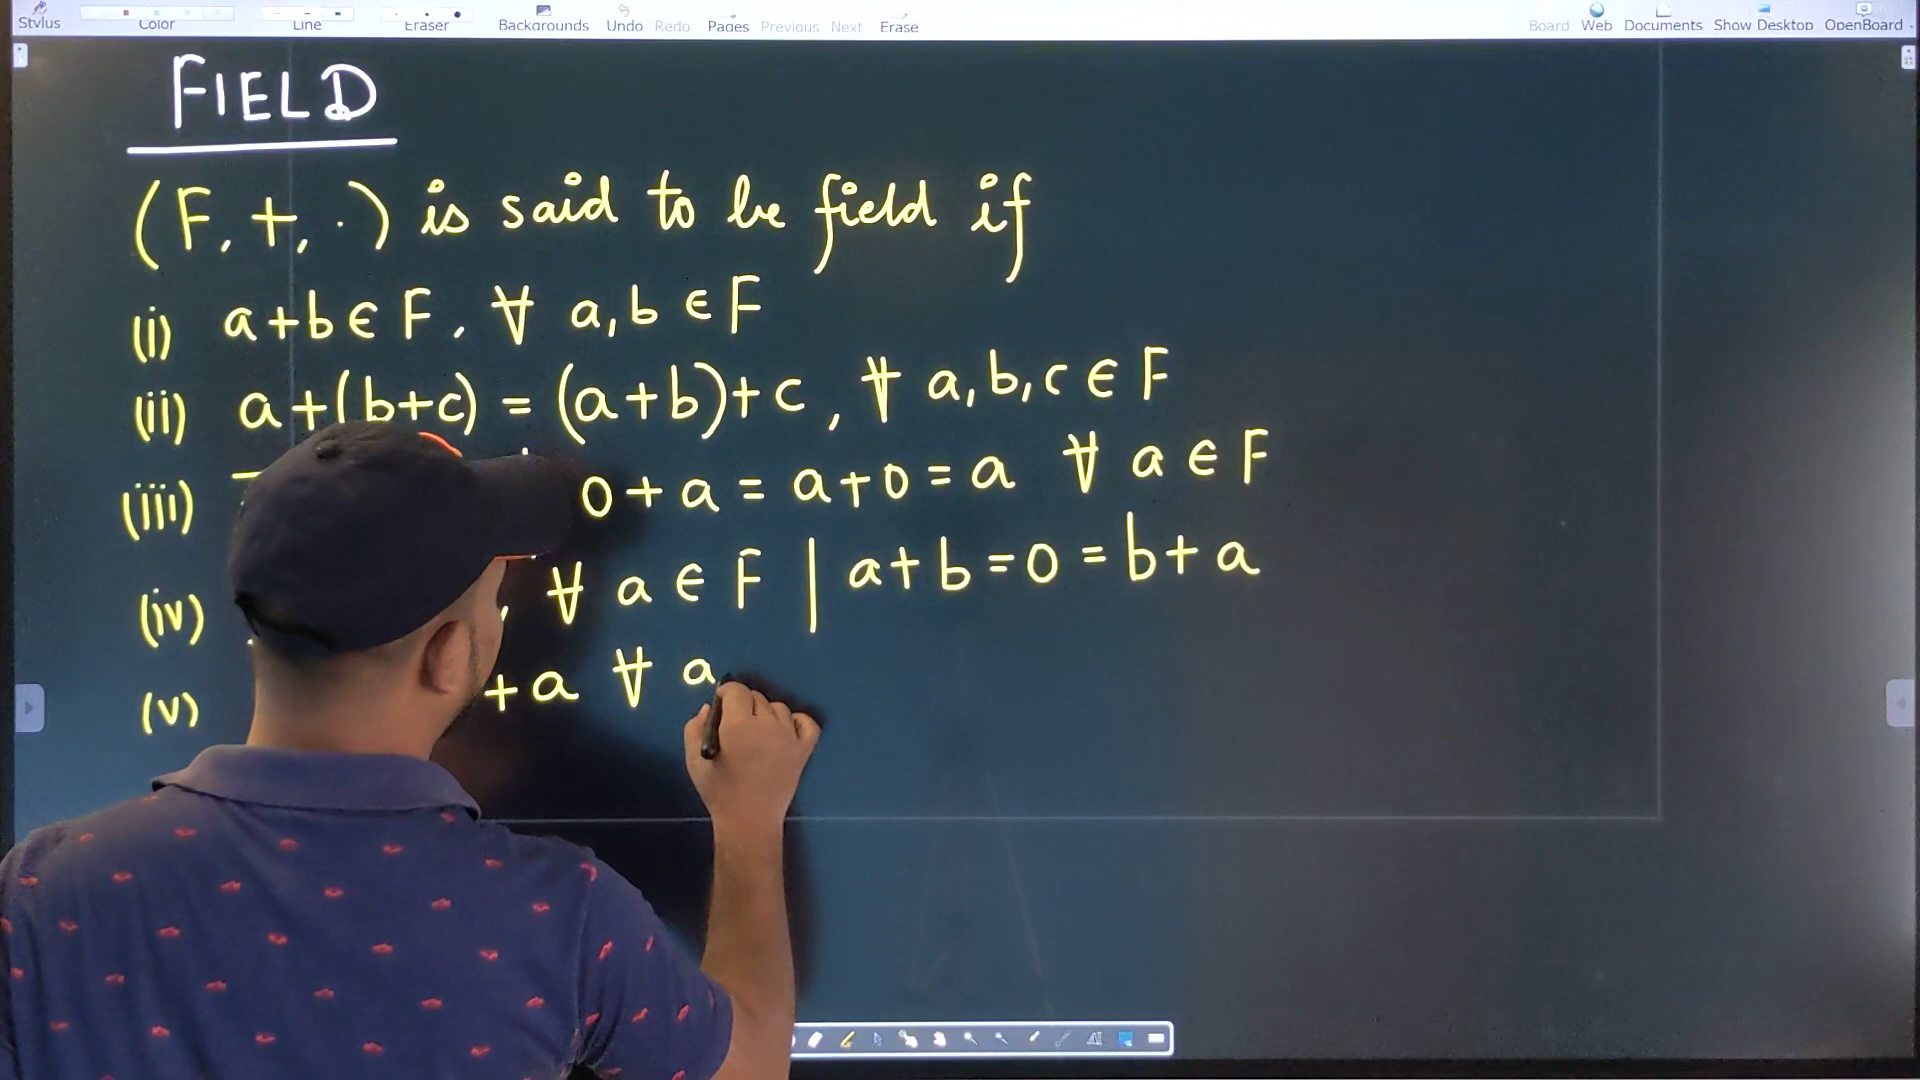 Stylus Color Line Eraser Backgrounds Undo Redo Pages Previous Next Erase Board Web Documents Show Desktop OpenBoard
FIELD
(F, +, ·) is said to be field if
(i) a+b ∈ F, ∀ a,b ∈ F
(ii) a+(b+c) = (a+b)+c, ∀ a,b,c ∈ F
(iii) 0+a = a+0 = a ∀ a ∈ F
(iv) , ∀ a ∈ F | a+b=0=b+a
(v) +a ∀ a
AI